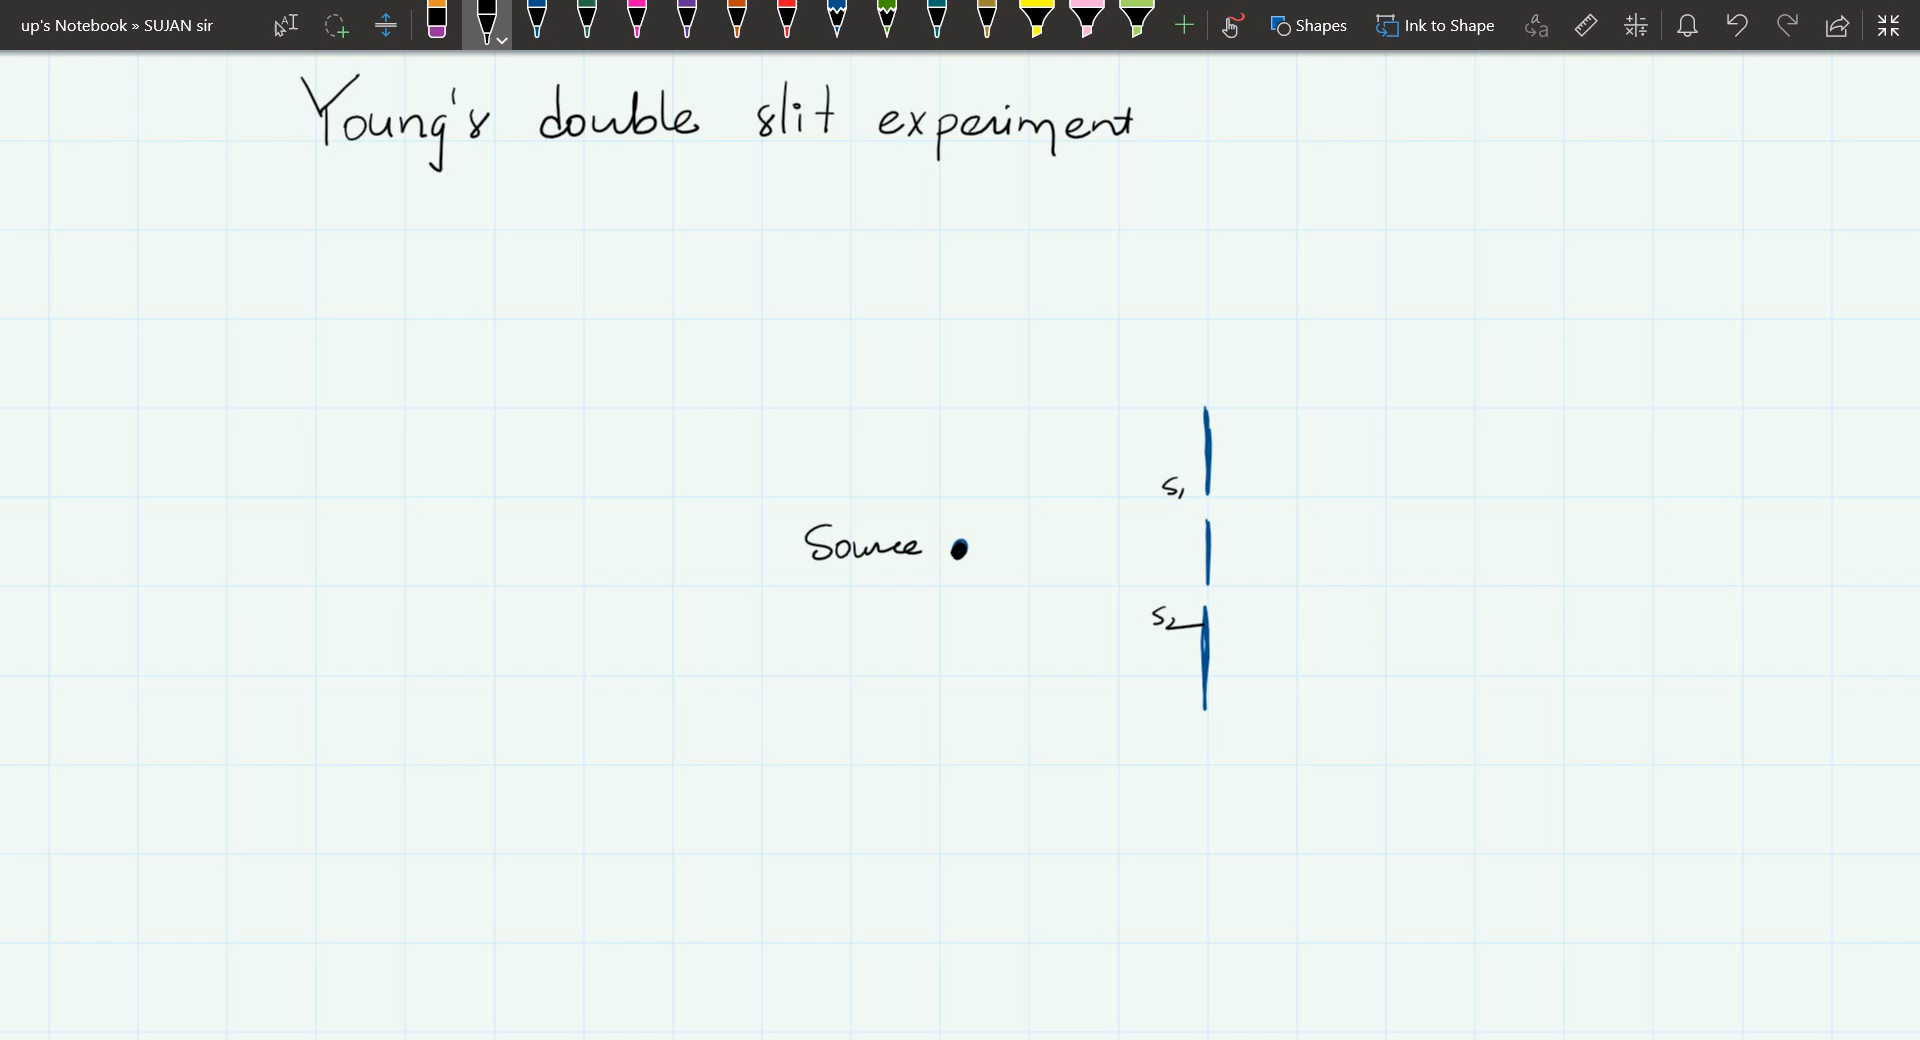 up's Notebook » SUJAN sir
Shapes
Ink to Shape
Young's double slit experiment
S1
Source
S2